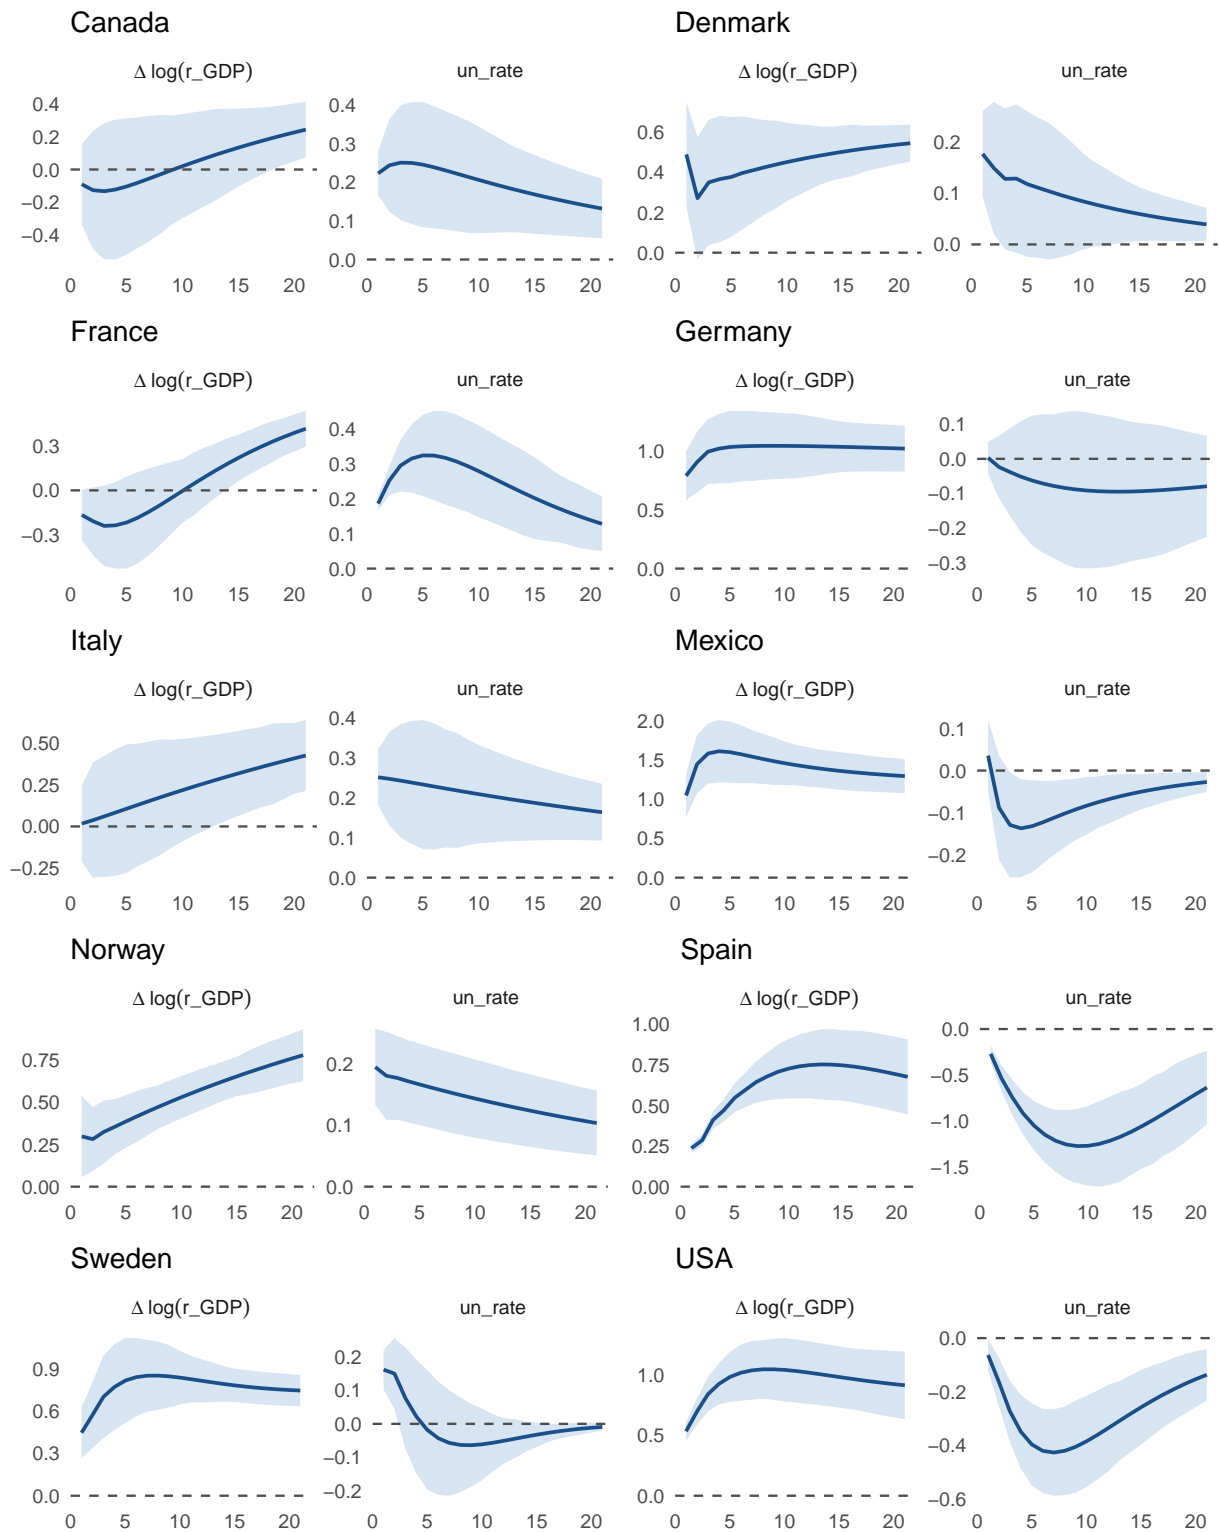 Canada Denmark
Δ log(r_GDP) un_rate Δ log(r_GDP) un_rate
0.4 0.2 0.0 −0.2 −0.4
0 5 10 15 20
0.4 0.3 0.2 0.1 0.0
0 5 10 15 20
0.6 0.4 0.2 0.0
0 5 10 15 20
0.2 0.1 0.0
0 5 10 15 20
France Germany
Δ log(r_GDP) un_rate Δ log(r_GDP) un_rate
0.3 0.0 −0.3
0 5 10 15 20
0.4 0.3 0.2 0.1 0.0
0 5 10 15 20
1.0 0.5 0.0
0 5 10 15 20
0.1 0.0 −0.1 −0.2 −0.3
0 5 10 15 20
Italy Mexico
Δ log(r_GDP) un_rate Δ log(r_GDP) un_rate
0.50 0.25 0.00 −0.25
0 5 10 15 20
0.4 0.3 0.2 0.1 0.0
0 5 10 15 20
2.0 1.5 1.0 0.5 0.0
0 5 10 15 20
0.1 0.0 −0.1 −0.2
0 5 10 15 20
Norway Spain
Δ log(r_GDP) un_rate Δ log(r_GDP) un_rate
0.75 0.50 0.25 0.00
0 5 10 15 20
0.2 0.1 0.0
0 5 10 15 20
1.00 0.75 0.50 0.25 0.00
0 5 10 15 20
0.0 −0.5 −1.0 −1.5
0 5 10 15 20
Sweden USA
Δ log(r_GDP) un_rate Δ log(r_GDP) un_rate
0.9 0.6 0.3 0.0
0 5 10 15 20
0.2 0.1 0.0 −0.1 −0.2
0 5 10 15 20
1.0 0.5 0.0
0 5 10 15 20
0.0 −0.2 −0.4 −0.6
0 5 10 15 20